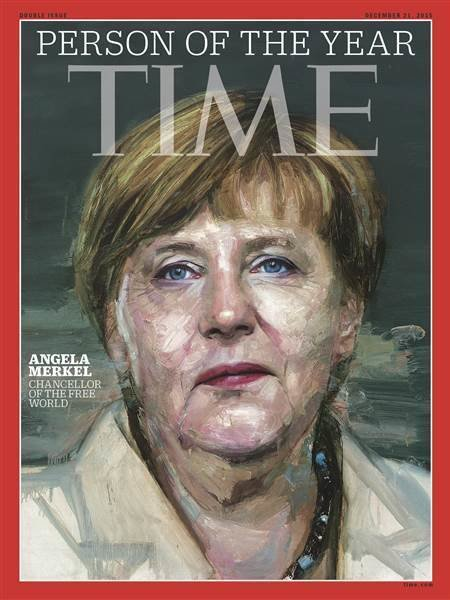 DOUBLE ISSUE
DECEMBER 21, 2015
PERSON OF THE YEAR
TIME
ANGELA
MERKEL
CHANCELLOR
OF THE FREE
WORLD
time.com